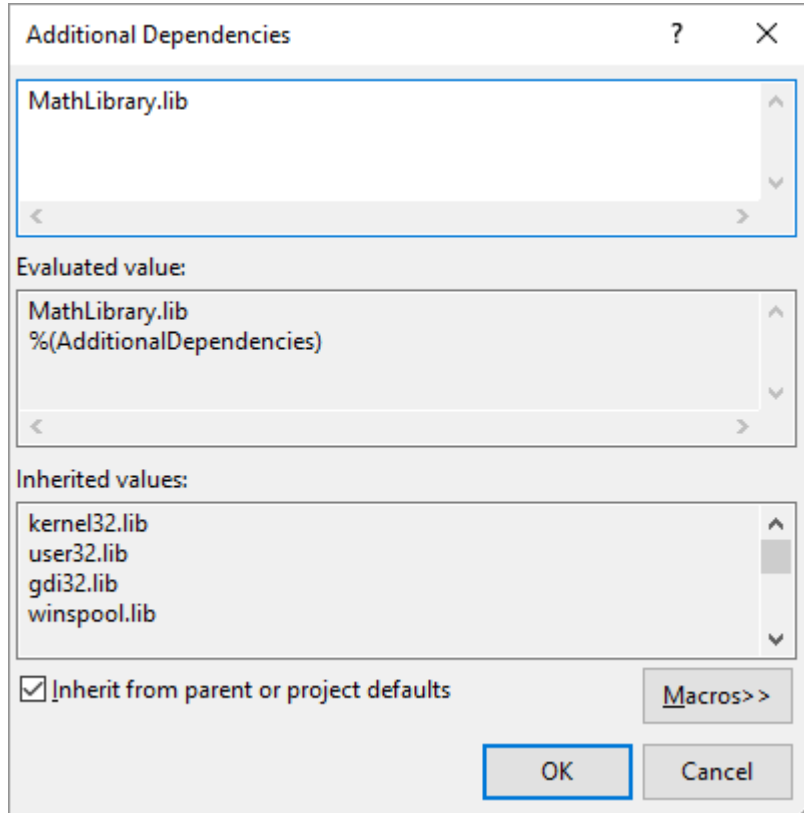 Additional Dependencies ?
MathLibrary.lib
Evaluated value:
MathLibrary.lib
%(AdditionalDependencies)
Inherited values:
kernel32.lib
user32.lib
gdi32.lib
winspool.lib
Inherit from parent or project defaults
Macros>>
OK Cancel